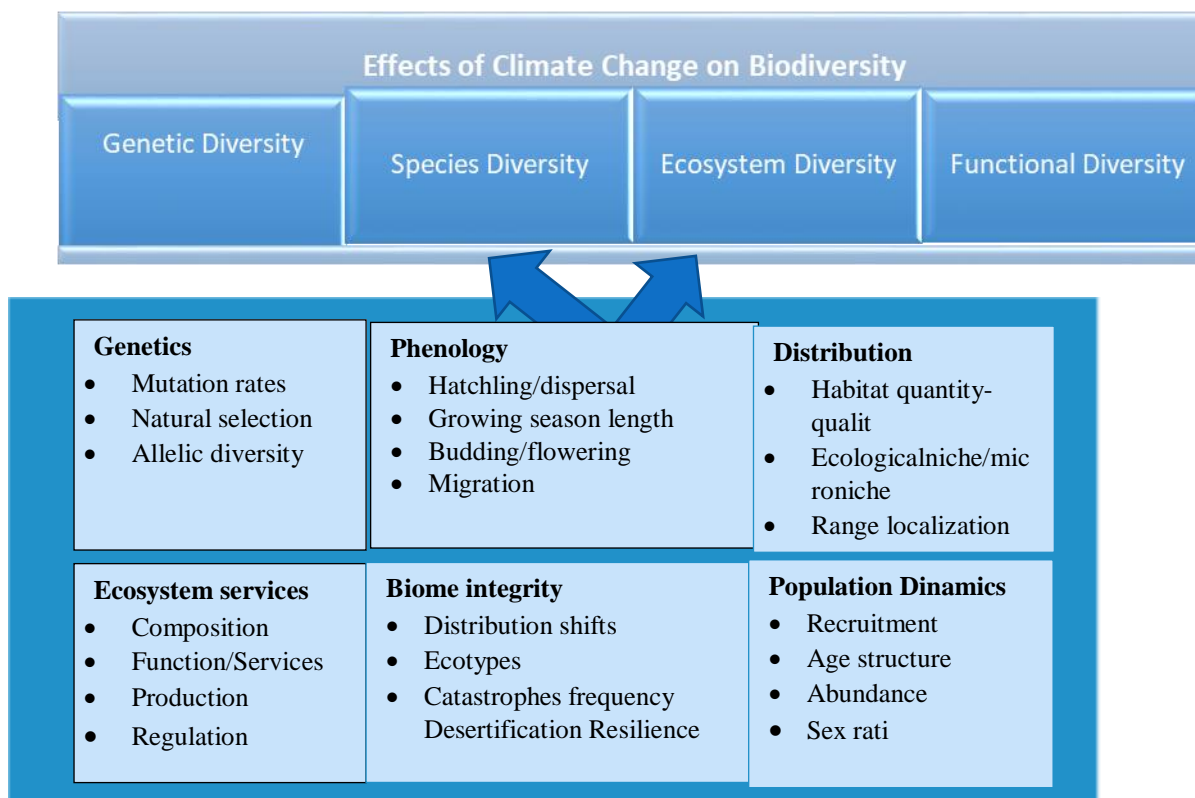 Effects of Climate Change on Biodiversity
Genetic Diversity
Species Diversity
Ecosystem Diversity
Functional Diversity
Genetics
• Mutation rates
• Natural selection
• Allelic diversity
Phenology
• Hatchling/dispersal
• Growing season length
• Budding/flowering
• Migration
Distribution
• Habitat quantity-
qualit
• Ecologicalniche/mic
roniche
• Range localization
Ecosystem services
• Composition
• Function/Services
• Production
• Regulation
Biome integrity
• Distribution shifts
• Ecotypes
• Catastrophes frequency
Desertification Resilience
Population Dinamics
• Recruitment
• Age structure
• Abundance
• Sex rati